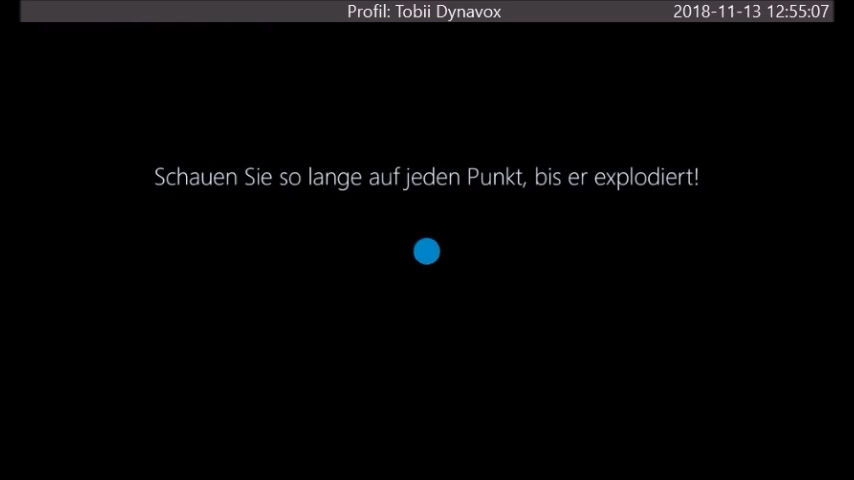 Profil: Tobii Dynavox
2018-11-13 12:55:07
Schauen Sie so lange auf jeden Punkt, bis er explodiert!